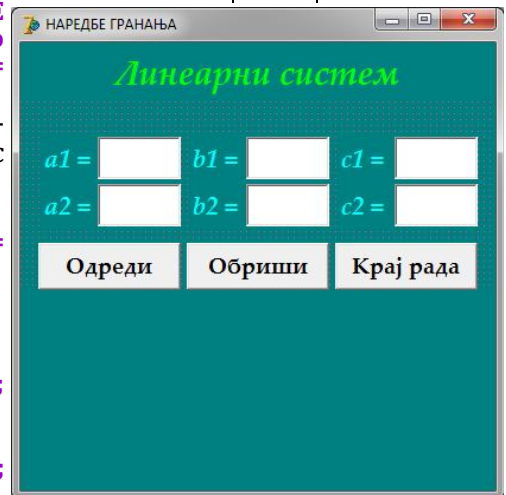 НАРЕДБЕ ГРАНАЊА
Линеарни систем
a1 = b1 = c1 =
a2 = b2 = c2 =
Одреди Обриши Крај рада